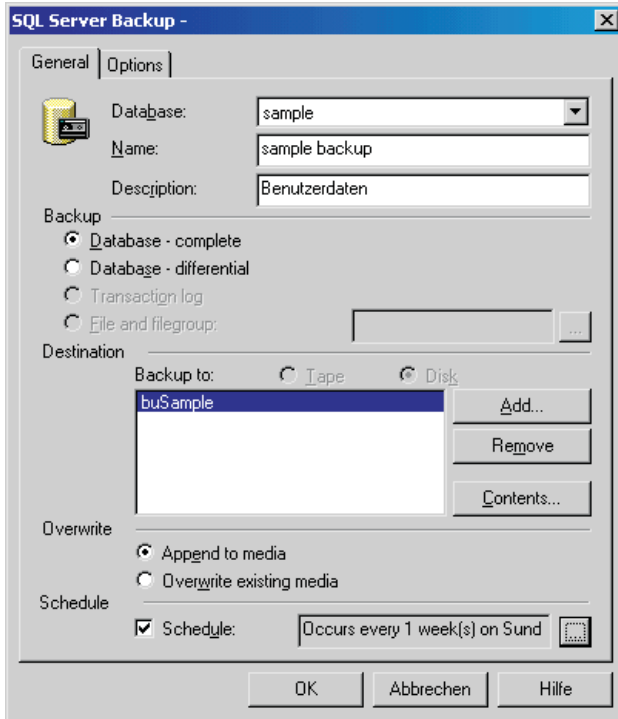 SQL Server Backup -
General Options
Database: sample
Name: sample backup
Description: Benutzerdaten
Backup
Database - complete
Database - differential
Transaction log
File and filegroup: ...
Destination
Backup to: Tape Disk
buSample
Add...
Remove
Contents...
Overwrite
Append to media
Overwrite existing media
Schedule
Schedule: Occurs every 1 week(s) on Sund ...
OK Abbrechen Hilfe